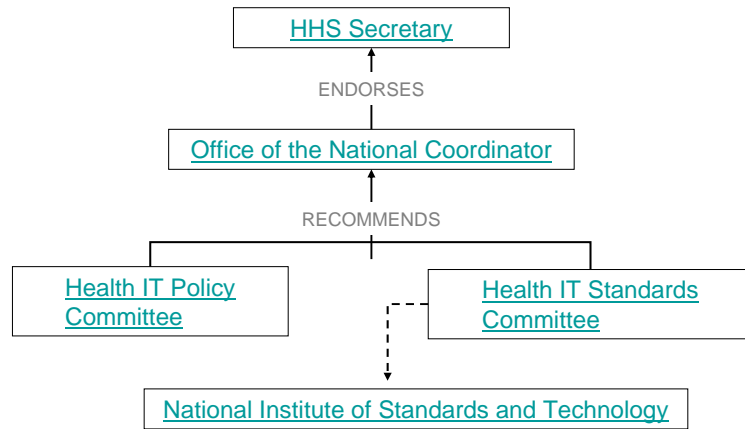 HHS Secretary
ENDORSES
Office of the National Coordinator
RECOMMENDS
Health IT Policy
Committee
Health IT Standards
Committee
National Institute of Standards and Technology